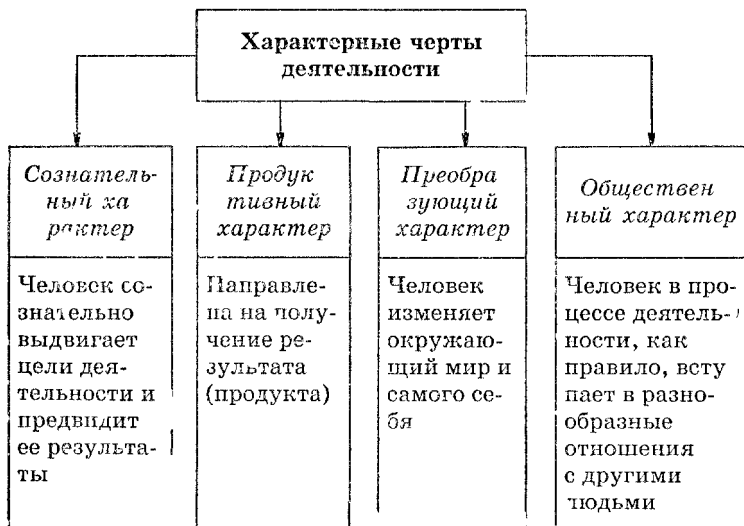 Характерные черты
деятельности
Сознатель-
ный ха
рактер
Человек со-
знательно
выдвигает
цели дея-
тельности и
предвидит
ее результа-
ты
Продук
тивный
характер
Направле-
на на полу-
чение ре-
зультата
(продукта)
Преобра
зующий
характер
Человек
изменяет
окружаю-
щий мир и
самого се-
бя
Обществен
ный характер
Человек в про-
цессе деятель-
ности, как
правило, всту
пает в разно-
образные
отношения
с другими
людьми